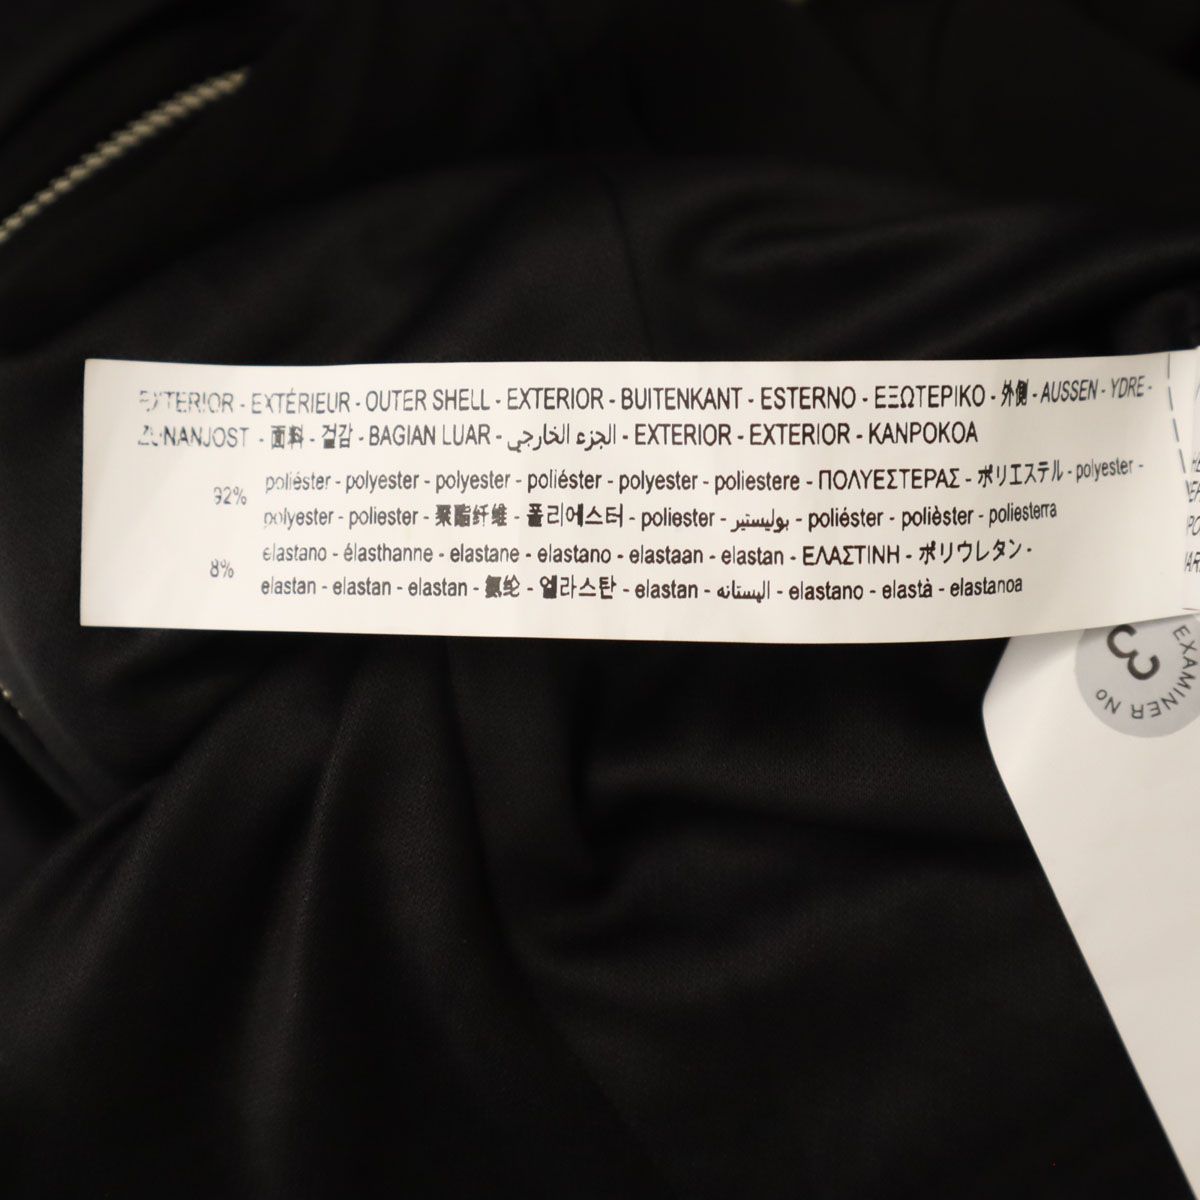 EXTERIOR - EXTÉRIEUR - OUTER SHELL - EXTERIOR - BUITENKANT - ESTERNO - ΕΞΩΤΕΡΙΚΟ - 外側 - AUSSEN - YDRE -
ZUNANJOST - 面料 - 겉감 - BAGIAN LUAR - الجزء الخارجي - EXTERIOR - EXTERIOR - KANPOKOA
92% poliéster - polyester - polyester - poliéster - polyester - poliestere - ΠΟΛΥΕΣΤΕΡΑΣ - ポリエステル - polyester -
polyester - poliester - 聚酯纤维 - 폴리에스터 - poliester - بوليستير - poliéster - polièster - poliesterra
8% elastano - élasthanne - elastane - elastano - elastaan - elastan - ΕΛΑΣΤΙΝΗ - ポリウレタン -
elastan - elastan - elastan - 氨纶 - 엘라스탄 - elastan - اليستانه - elastano - elastà - elastanoa
3
EXAMINER No